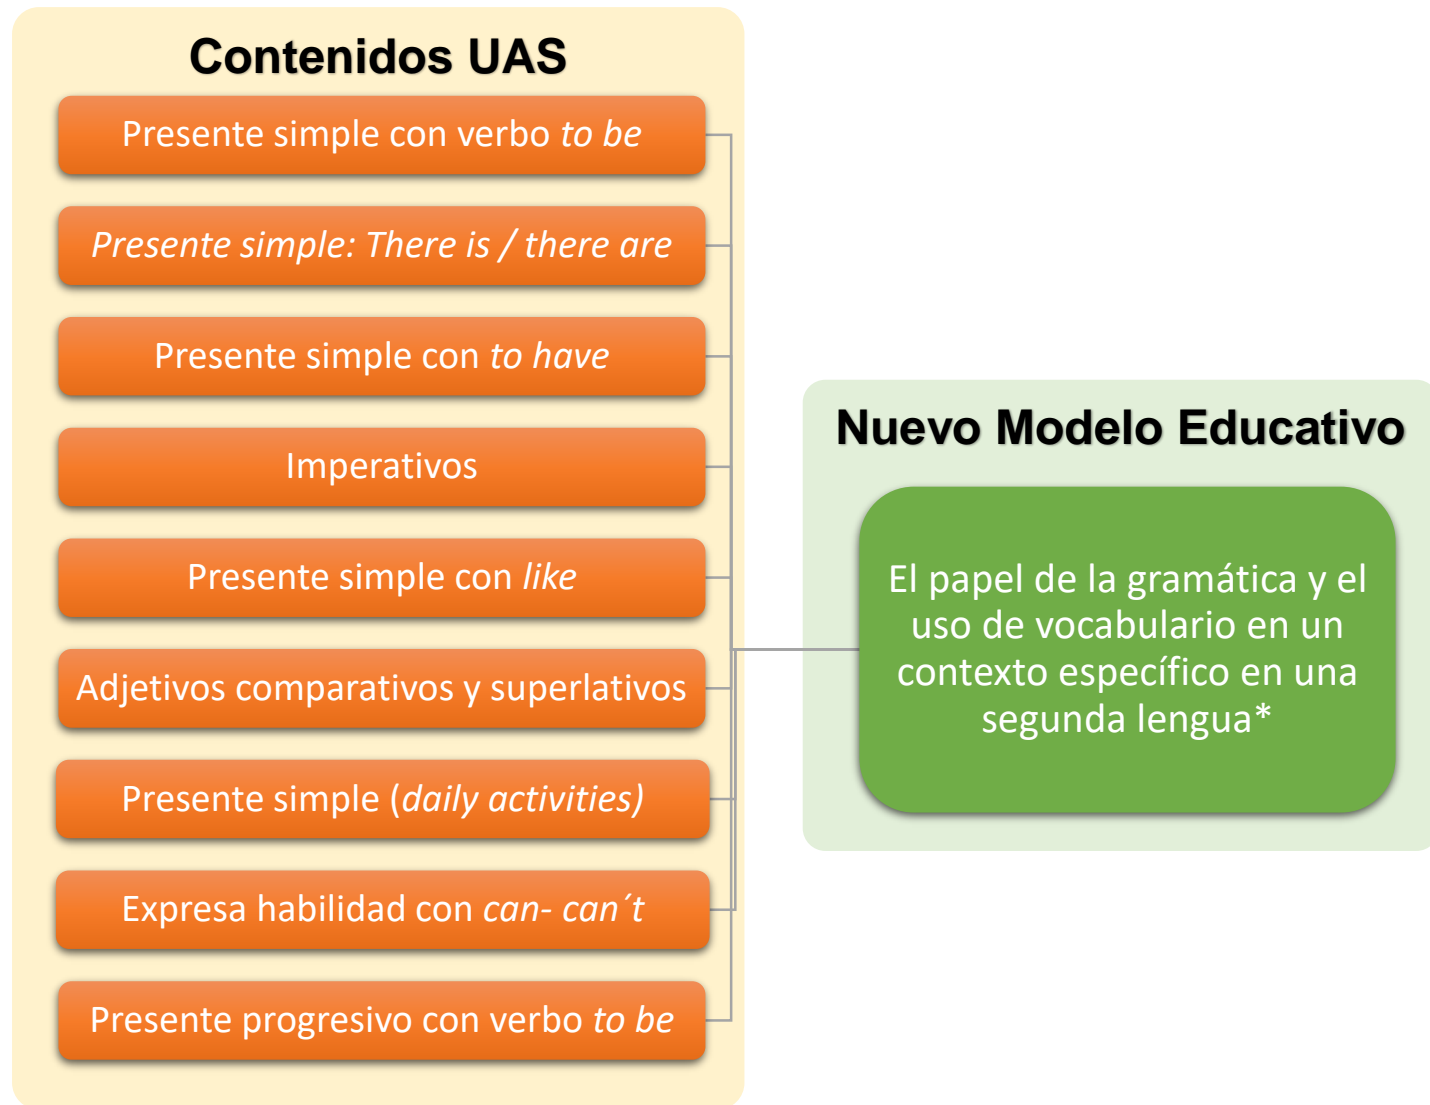 Contenidos UAS
Presente simple con verbo to be
Presente simple: There is / there are
Presente simple con to have
Imperativos
Presente simple con like
Adjetivos comparativos y superlativos
Presente simple (daily activities)
Expresa habilidad con can- can´t
Presente progresivo con verbo to be
Nuevo Modelo Educativo
El papel de la gramática y el
uso de vocabulario en un
contexto específico en una
segunda lengua*